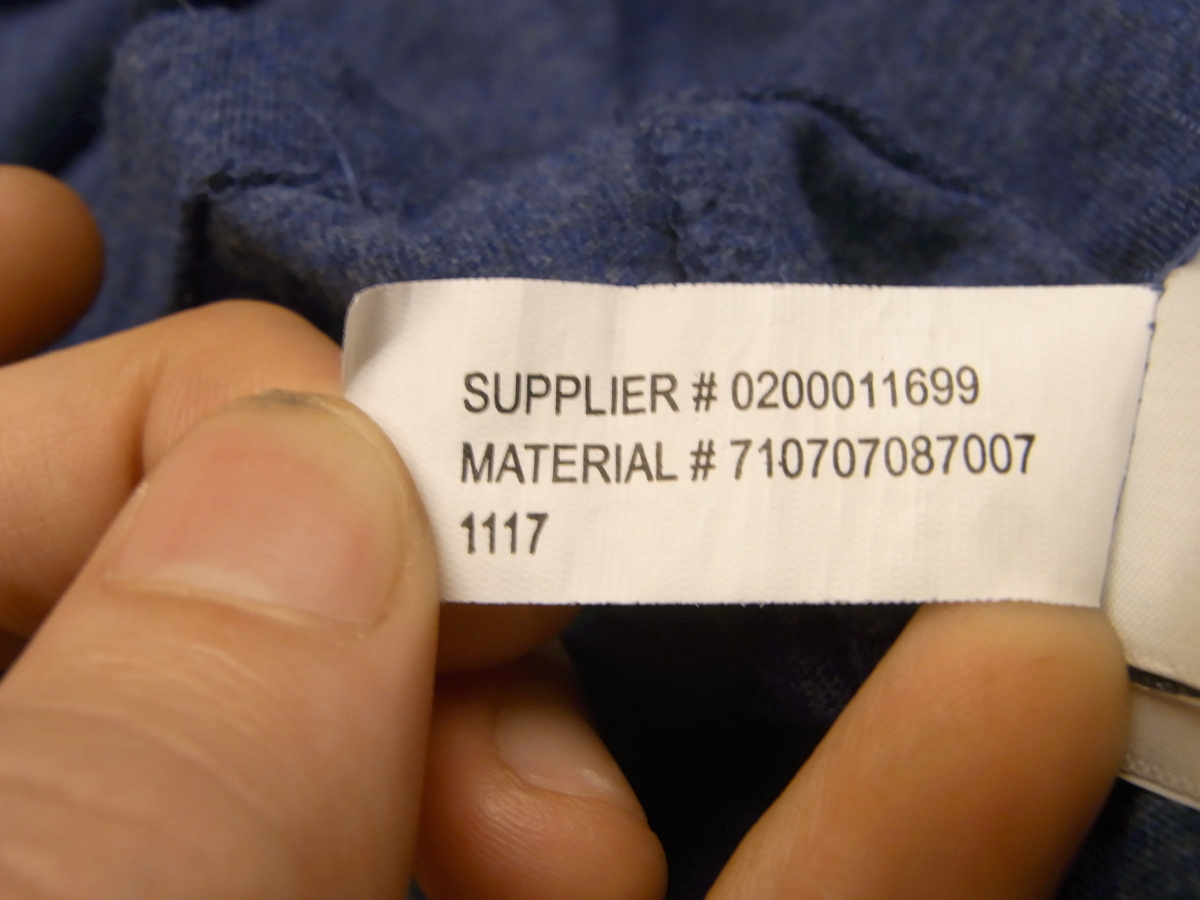 SUPPLIER # 0200011699
MATERIAL # 710707087007
1117